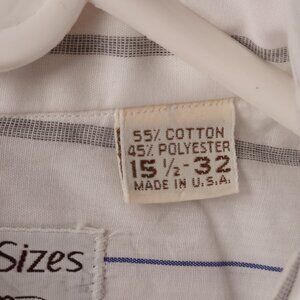 55% COTTON
45% POLYESTER
15 ½ - 32
MADE IN U.S.A.
Sizes